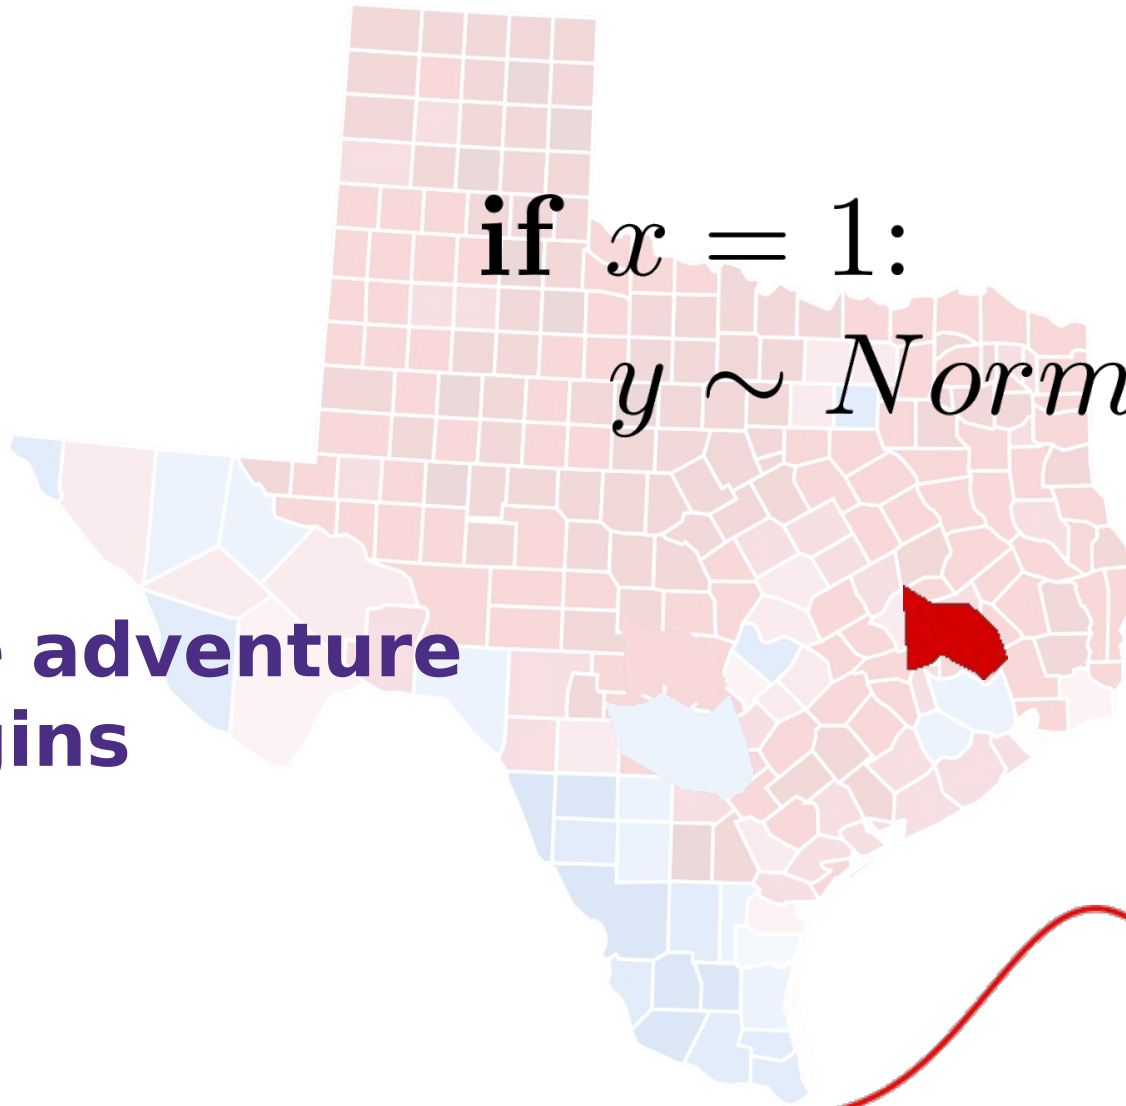 if x = 1:
y ~ Norm
adventure
gins